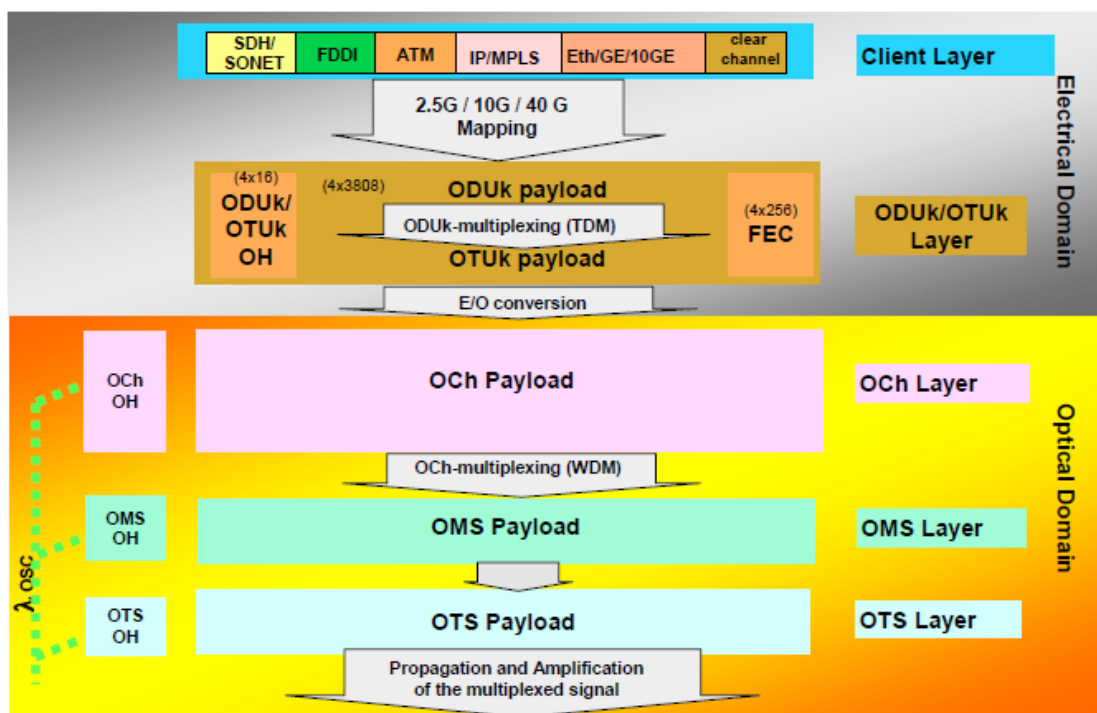 SDH/
SONET
FDDI
ATM
IP/MPLS
Eth/GE/10GE
clear
channel
Client Layer
2.5G / 10G / 40 G
Mapping
Electrical Domain
(4x16)
ODUk/
OTUk
OH
(4x3808)
ODUk payload
ODUk-multiplexing (TDM)
OTUk payload
(4x256)
FEC
ODUk/OTUk
Layer
E/O conversion
OCh
OH
OCh Payload
OCh Layer
Optical Domain
OCh-multiplexing (WDM)
OMS
OH
OMS Payload
OMS Layer
λ OSC
OTS
OH
OTS Payload
OTS Layer
Propagation and Amplification
of the multiplexed signal